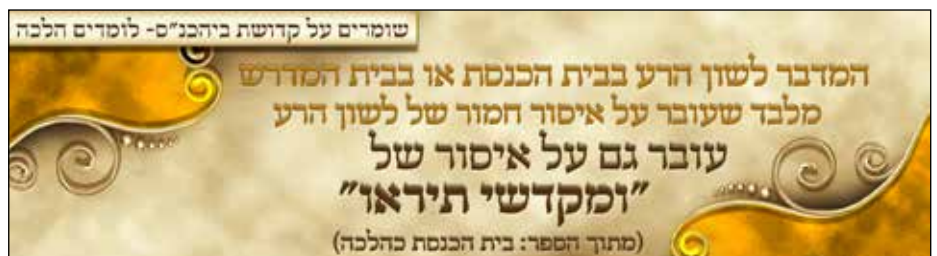 שומרים על קדושת ביהכנ"ס- לומדים הלכה
המדבר לשון הרע בבית הכנסת או בבית המדרש
מלבד שעובר על איסור חמור של לשון הרע
עובר גם על איסור של
"ומקדשי תיראו"
(מתוך הספר: בית הכנסת כהלכה)